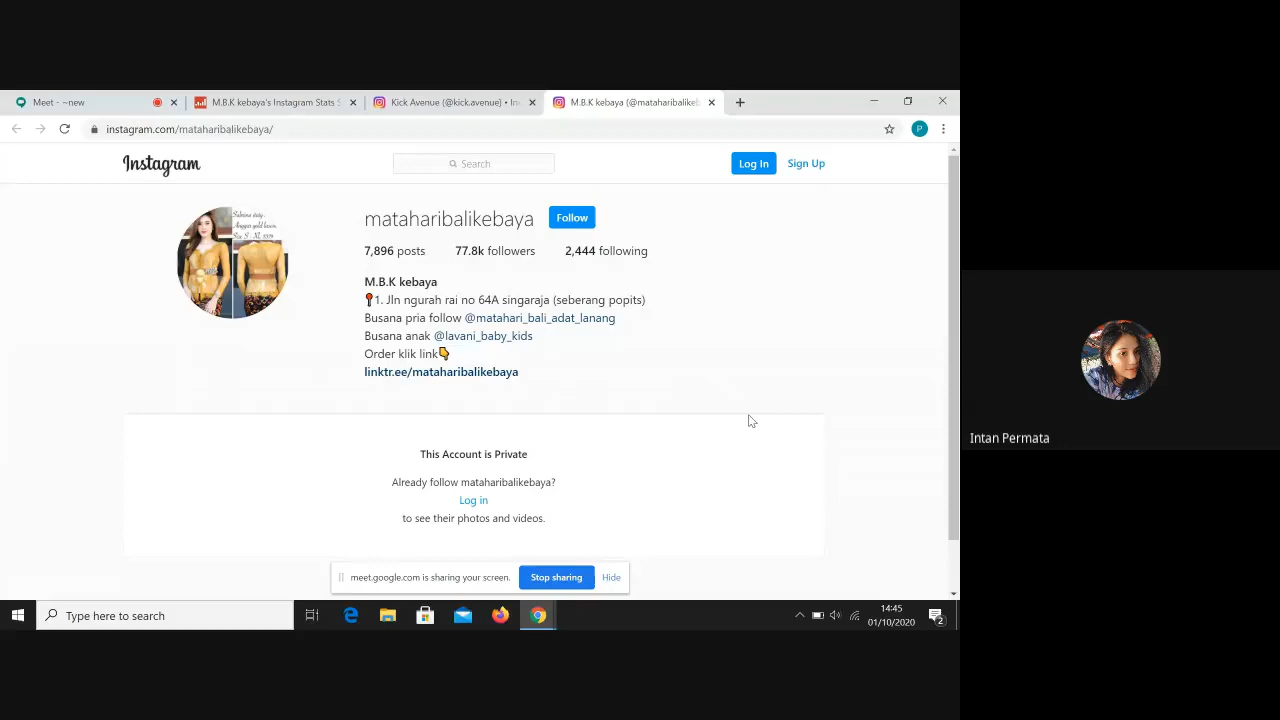 Meet - ~new
M.B.K kebaya's Instagram Stats S
Kick Avenue (@kick.avenue) • In
M.B.K kebaya (@mataharibalikeb
instagram.com/mataharibalikebaya/
P
Instagram
Search
Log In
Sign Up
mataharibalikebaya
Follow
7,896 posts
77.8k followers
2,444 following
M.B.K kebaya
1. Jln ngurah rai no 64A singaraja (seberang popits)
Busana pria follow @matahari_bali_adat_lanang
Busana anak @lavani_baby_kids
Order klik link
linktr.ee/mataharibalikebaya
This Account is Private
Already follow mataharibalikebaya?
Log in
to see their photos and videos.
meet.google.com is sharing your screen.
Stop sharing
Hide
Type here to search
14:45
01/10/2020
2
Intan Permata